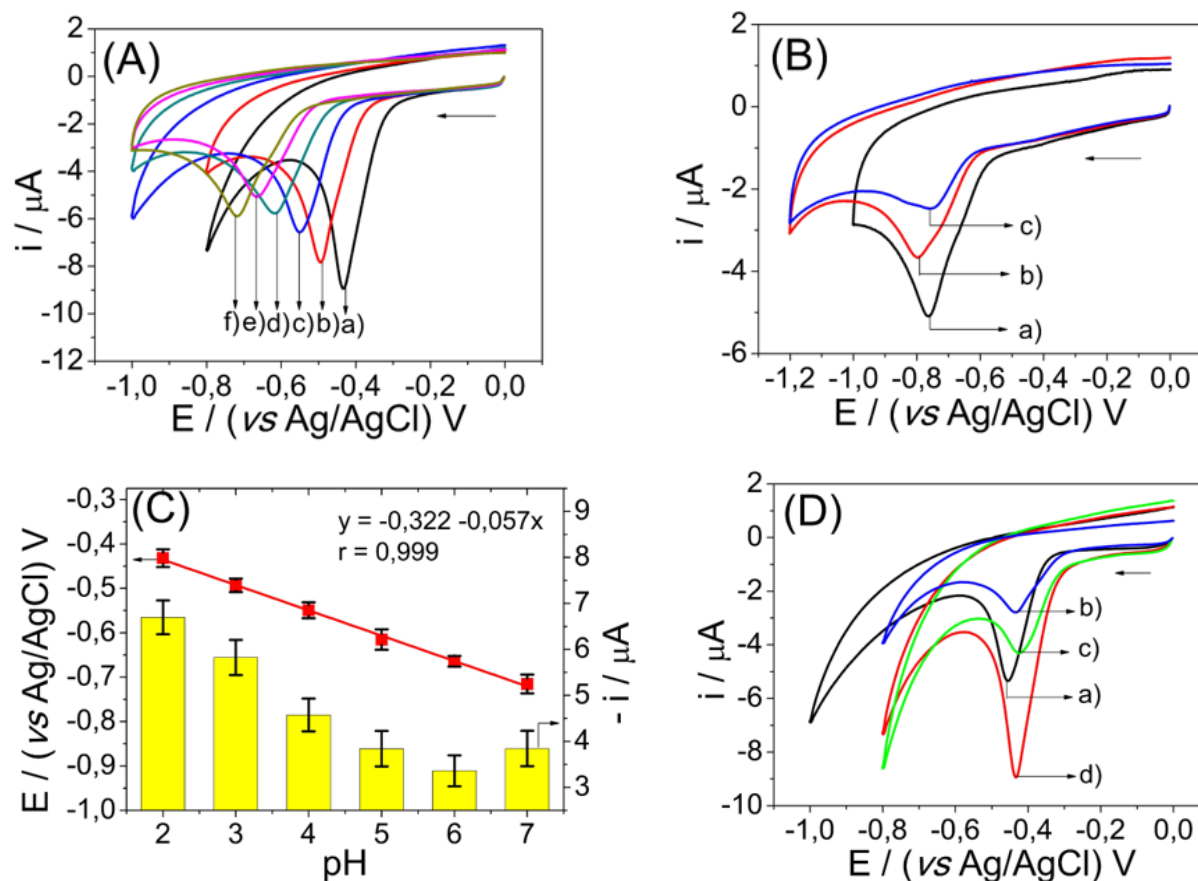 (A)
2
0
-2
-4
-6
-8
-10
-12
i / µA
f) e) d) c) b) a)
-1,0 -0,8 -0,6 -0,4 -0,2 0,0
E / (vs Ag/AgCl) V
(B)
2
0
-2
-4
-6
i / µA
c)
b)
a)
-1,2 -1,0 -0,8 -0,6 -0,4 -0,2 0,0
E / (vs Ag/AgCl) V
(C)
y = -0,322 -0,057x
r = 0,999
-0,3
-0,4
-0,5
-0,6
-0,7
-0,8
-0,9
-1,0
E / (vs Ag/AgCl) V
9
8
7
6
5
4
3
- i / µA
2 3 4 5 6 7
pH
(D)
2
0
-2
-4
-6
-8
-10
i / µA
b)
c)
a)
d)
-1,0 -0,8 -0,6 -0,4 -0,2 0,0
E / (vs Ag/AgCl) V